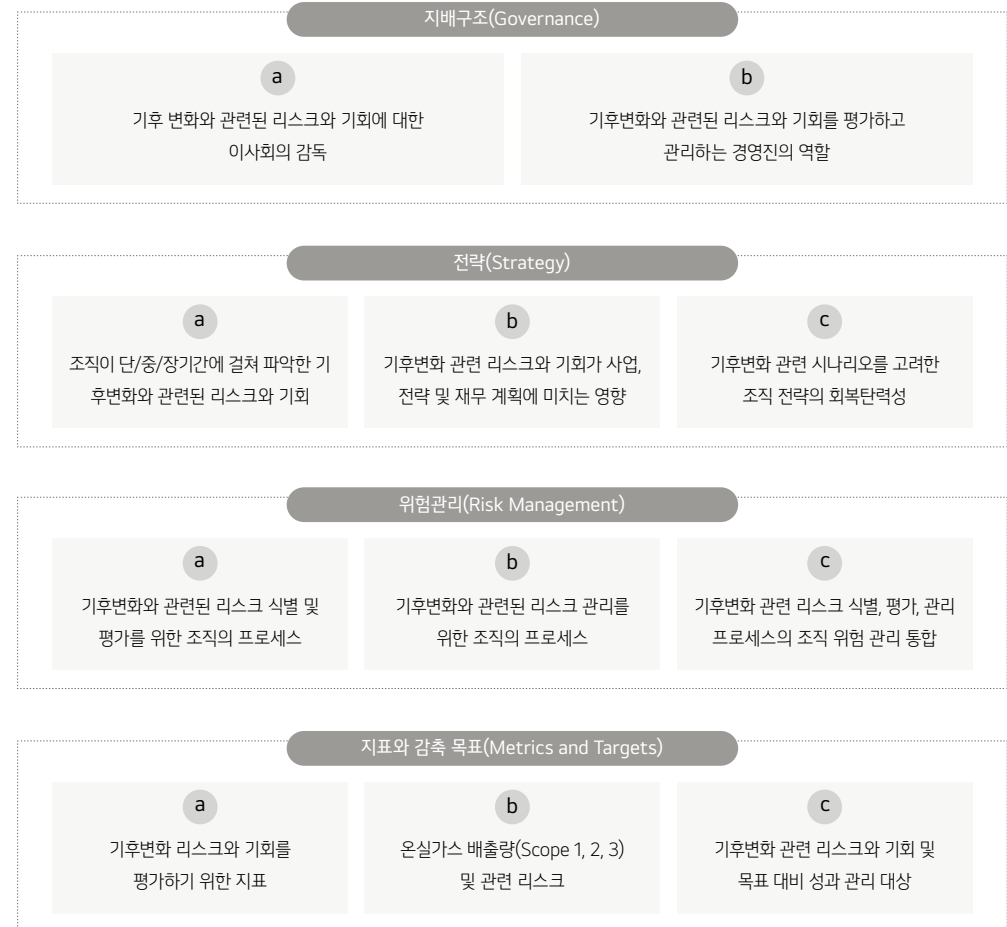 지배구조(Governance)
a
기후 변화와 관련된 리스크와 기회에 대한
이사회의 감독
b
기후변화와 관련된 리스크와 기회를 평가하고
관리하는 경영진의 역할
전략(Strategy)
a
조직이 단/중/장기간에 걸쳐 파악한 기
후변화와 관련된 리스크와 기회
b
기후변화 관련 리스크와 기회가 사업,
전략 및 재무 계획에 미치는 영향
c
기후변화 관련 시나리오를 고려한
조직 전략의 회복탄력성
위험관리(Risk Management)
a
기후변화와 관련된 리스크 식별 및
평가를 위한 조직의 프로세스
b
기후변화와 관련된 리스크 관리를
위한 조직의 프로세스
c
기후변화 관련 리스크 식별, 평가, 관리
프로세스의 조직 위험 관리 통합
지표와 감축 목표(Metrics and Targets)
a
기후변화 리스크와 기회를
평가하기 위한 지표
b
온실가스 배출량(Scope 1, 2, 3)
및 관련 리스크
c
기후변화 관련 리스크와 기회 및
목표 대비 성과 관리 대상